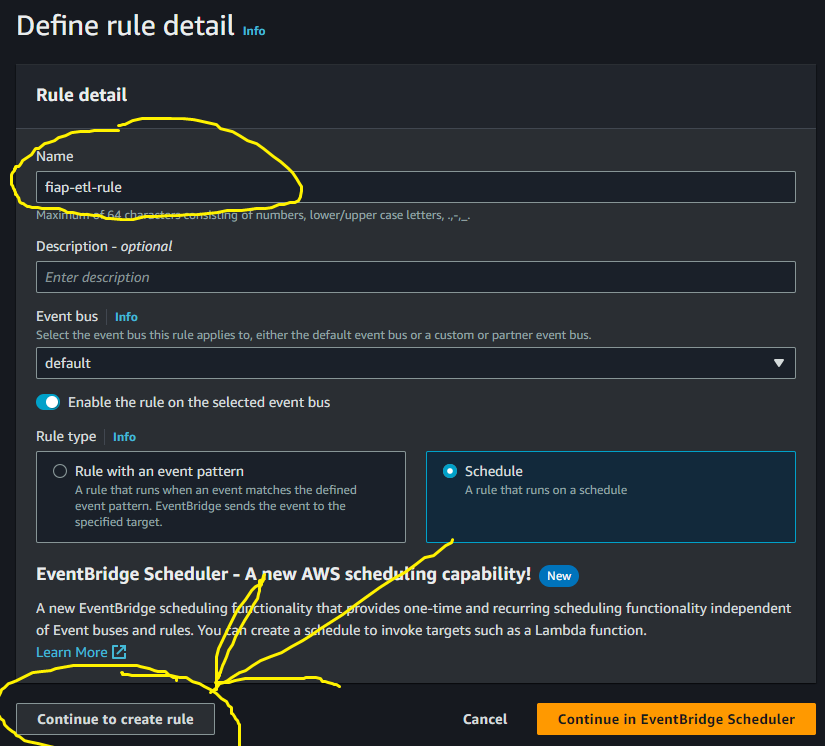 Define rule detail Info
Rule detail
Name
fiap-etl-rule
Maximum of 64 characters consisting of numbers, lower/upper case letters, .,-,_.
Description - optional
Enter description
Event bus Info
Select the event bus this rule applies to, either the default event bus or a custom or partner event bus.
default
Enable the rule on the selected event bus
Rule type Info
Rule with an event pattern
A rule that runs when an event matches the defined
event pattern. EventBridge sends the event to the
specified target.
Schedule
A rule that runs on a schedule
EventBridge Scheduler - A new AWS scheduling capability! New
A new EventBridge scheduling functionality that provides one-time and recurring scheduling functionality independent
of Event buses and rules. You can create a schedule to invoke targets such as a Lambda function.
Learn More
Continue to create rule Cancel Continue in EventBridge Scheduler